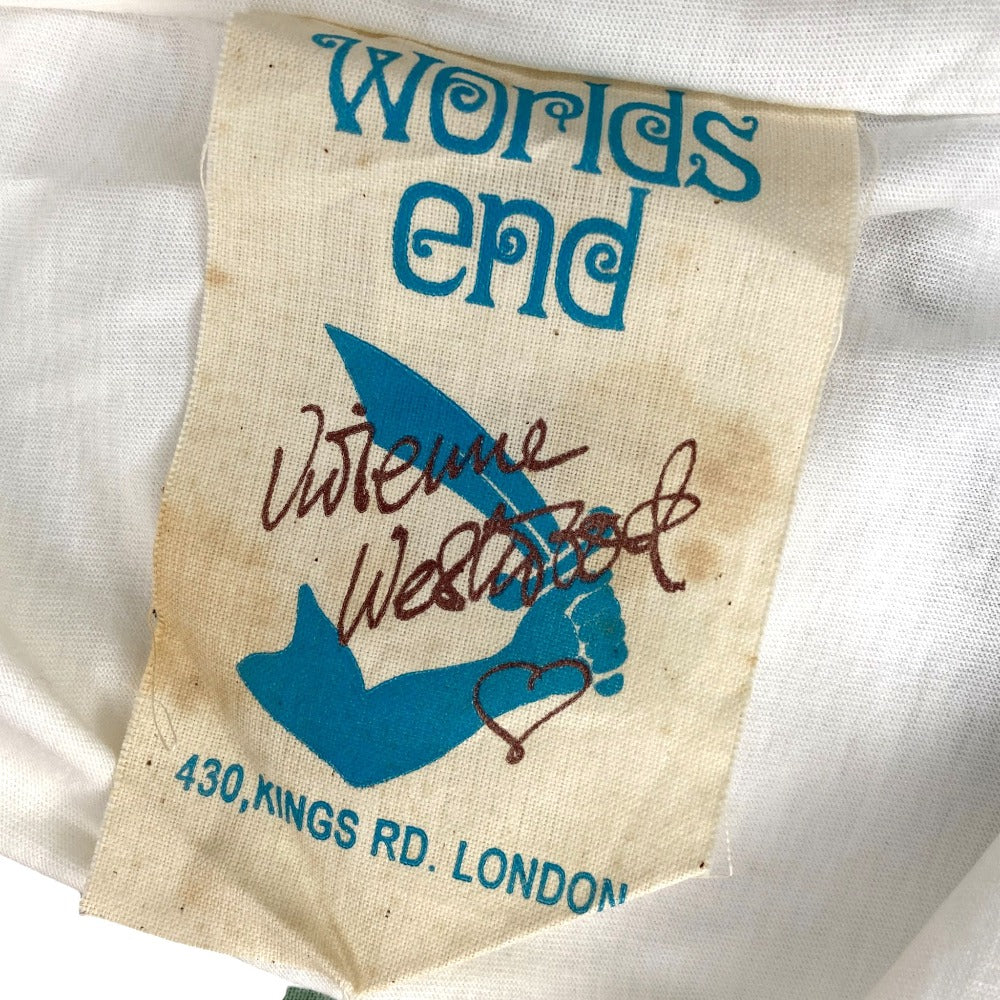 Worlds
end
Vivienne
Westwood
430, KINGS RD. LONDON